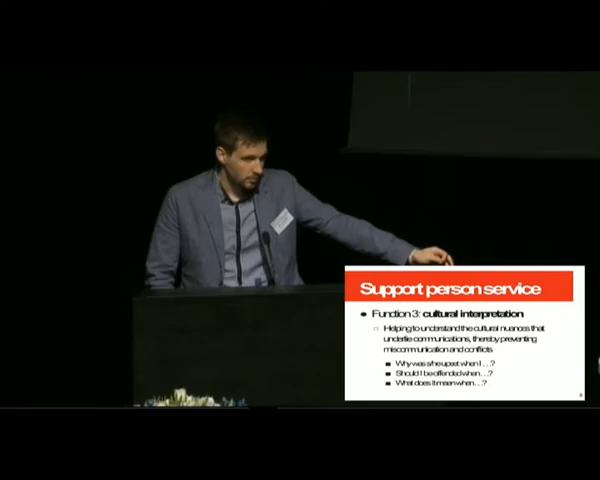 Support person service
Function 3: cultural interpretation
Helping to understand the cultural nuances that
underlie communications, thereby preventing
miscommunication and conflicts
Why was s/he upset when I…?
Should I be offended when…?
What does it mean when…?